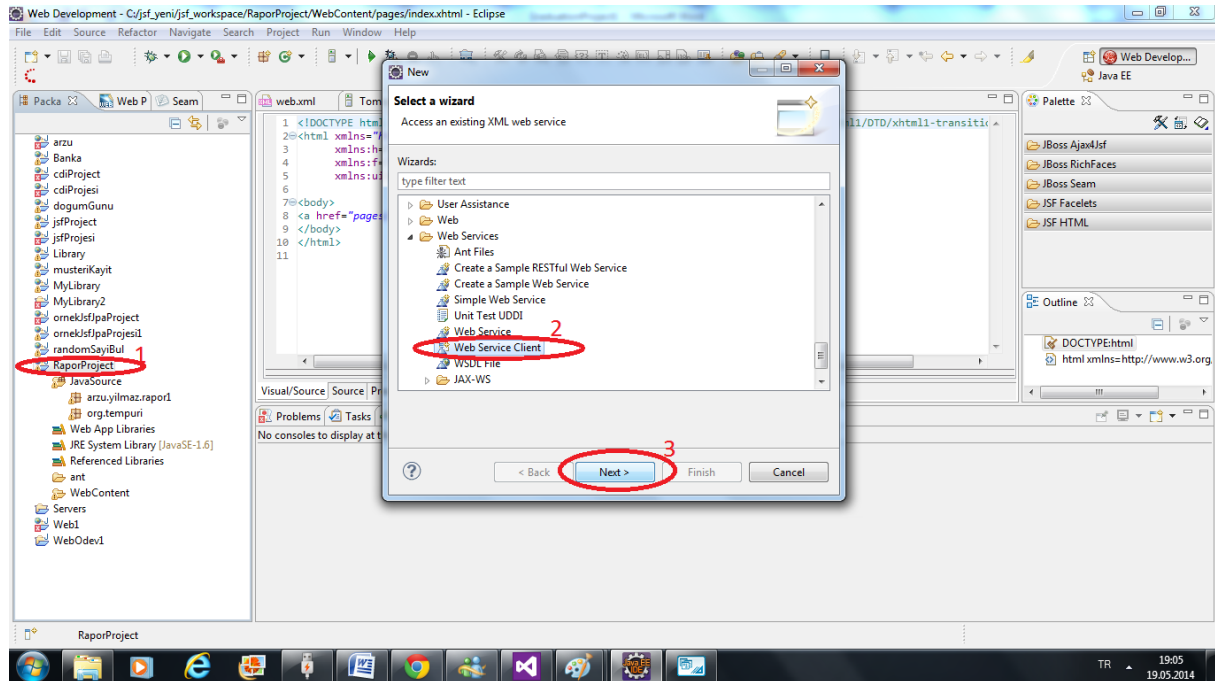 Web Development - C:/jsf_yeni/jsf_workspace/RaporProject/WebContent/pages/index.xhtml - Eclipse
File Edit Source Refactor Navigate Search Project Run Window Help
Web Develop...
Java EE
Packa
Web P
Seam
arzu
Banka
cdiProject
cdiProjesi
dogumGunu
jsfProject
jsfProjesi
Library
musteriKayit
MyLibrary
MyLibrary2
ornekJsfJpaProject
ornekJsfJpaProjesi1
randomSayiBul
1
RaporProject
JavaSource
arzu.yilmaz.rapor1
org.tempuri
Web App Libraries
JRE System Library [JavaSE-1.6]
Referenced Libraries
ant
WebContent
Servers
Web1
WebOdev1
web.xml
Tom
1 <!DOCTYPE html
l1/DTD/xhtml1-transitic
2 <html xmlns="h
3 xmlns:h=
4 xmlns:f=
5 xmlns:ui
6
7 <body>
8 <a href="pages
9 </body>
10 </html>
11
Visual/Source Source Pr
Problems Tasks
No consoles to display at t
New
Select a wizard
Access an existing XML web service
Wizards:
type filter text
User Assistance
Web
Web Services
Ant Files
Create a Sample RESTful Web Service
Create a Sample Web Service
Simple Web Service
Unit Test UDDI
Web Service
2
Web Service Client
WSDL File
JAX-WS
3
< Back
Next >
Finish
Cancel
Palette
JBoss Ajax4Jsf
JBoss RichFaces
JBoss Seam
JSF Facelets
JSF HTML
Outline
DOCTYPE:html
html xmlns=http://www.w3.org
RaporProject
TR
19:05
19.05.2014